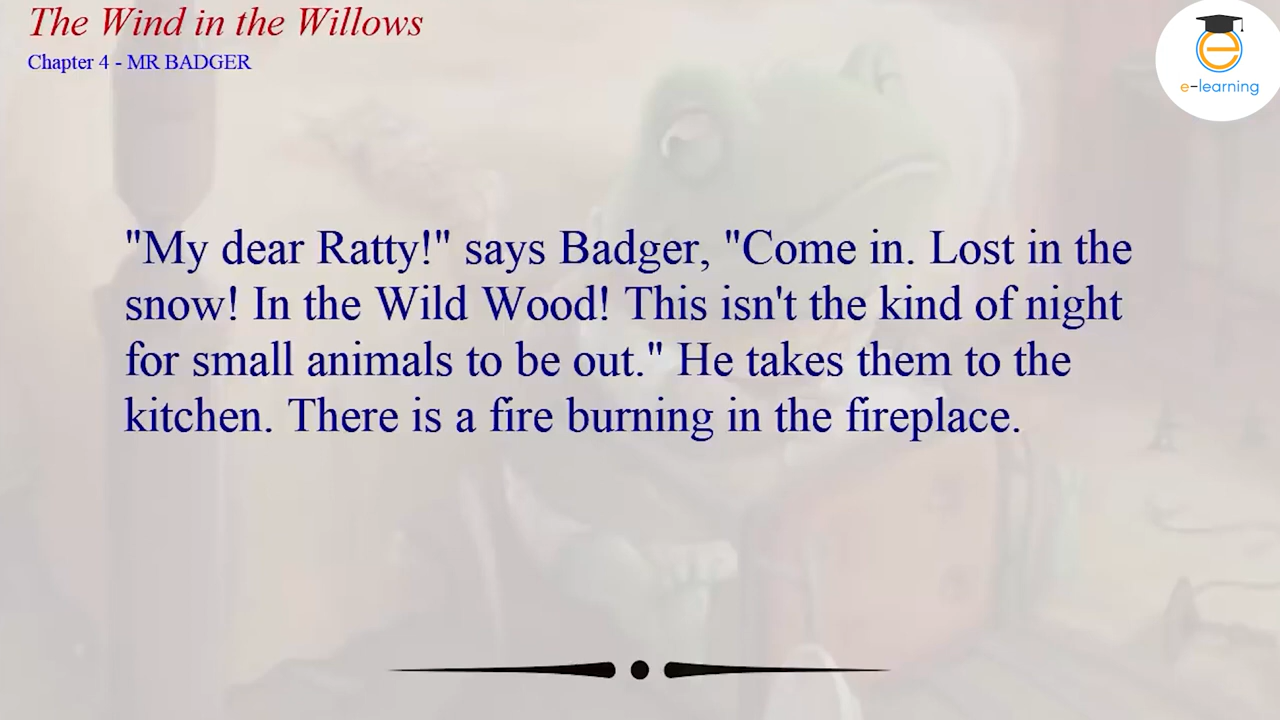 The Wind in the Willows
Chapter 4 - MR BADGER
e-learning
"My dear Ratty!" says Badger, "Come in. Lost in the
snow! In the Wild Wood! This isn't the kind of night
for small animals to be out." He takes them to the
kitchen. There is a fire burning in the fireplace.